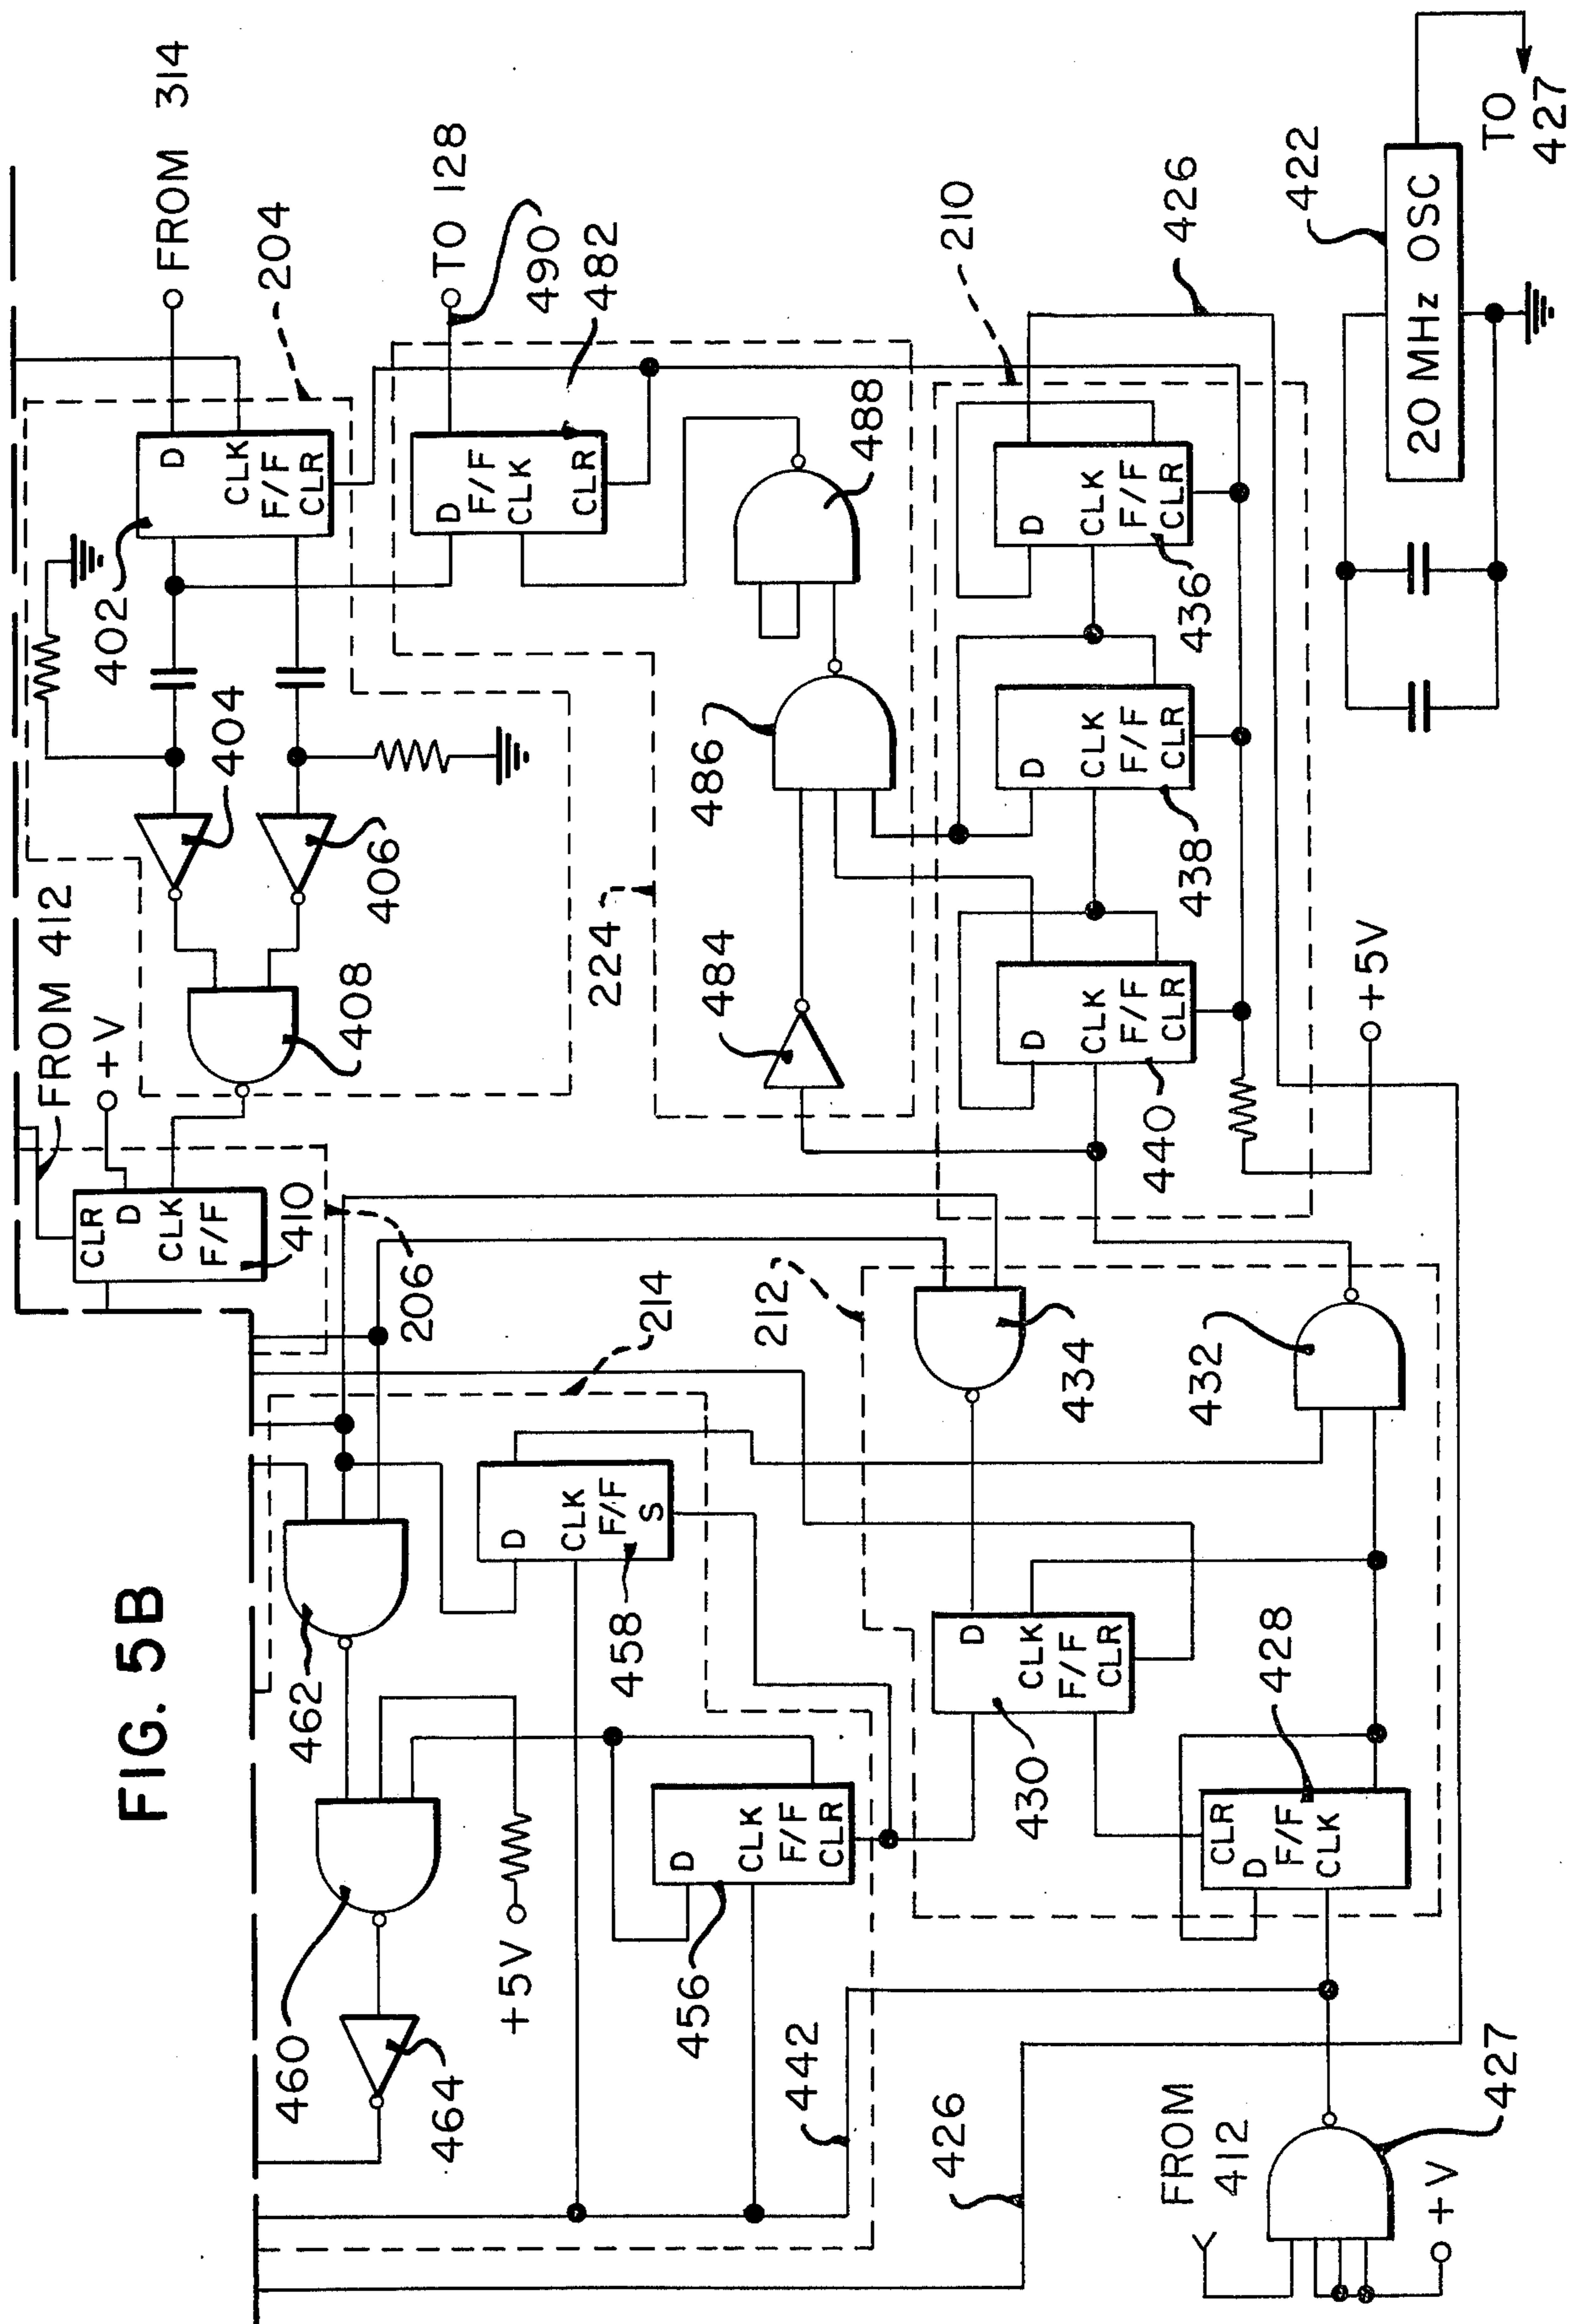 FIG. 5B
FROM 314
204
TO 128
490
482
D
CLK
F/F
CLR
402
404
406
408
FROM 412
+V
CLR
D
CLK
F/F
410
206
214
D
F/F
CLK
CLR
488
486
484
224
210
426
422
20 MHz OSC
TO
427
D
CLK
F/F
CLR
436
D
CLK
F/F
CLR
438
D
CLK
F/F
CLR
440
+5V
212
434
432
462
460
464
D
CLK
F/F
S
458
+5V
D
CLK
F/F
CLR
456
442
D
CLK
F/F
CLR
430
CLR
D
F/F
CLK
428
426
FROM
412
+V
427